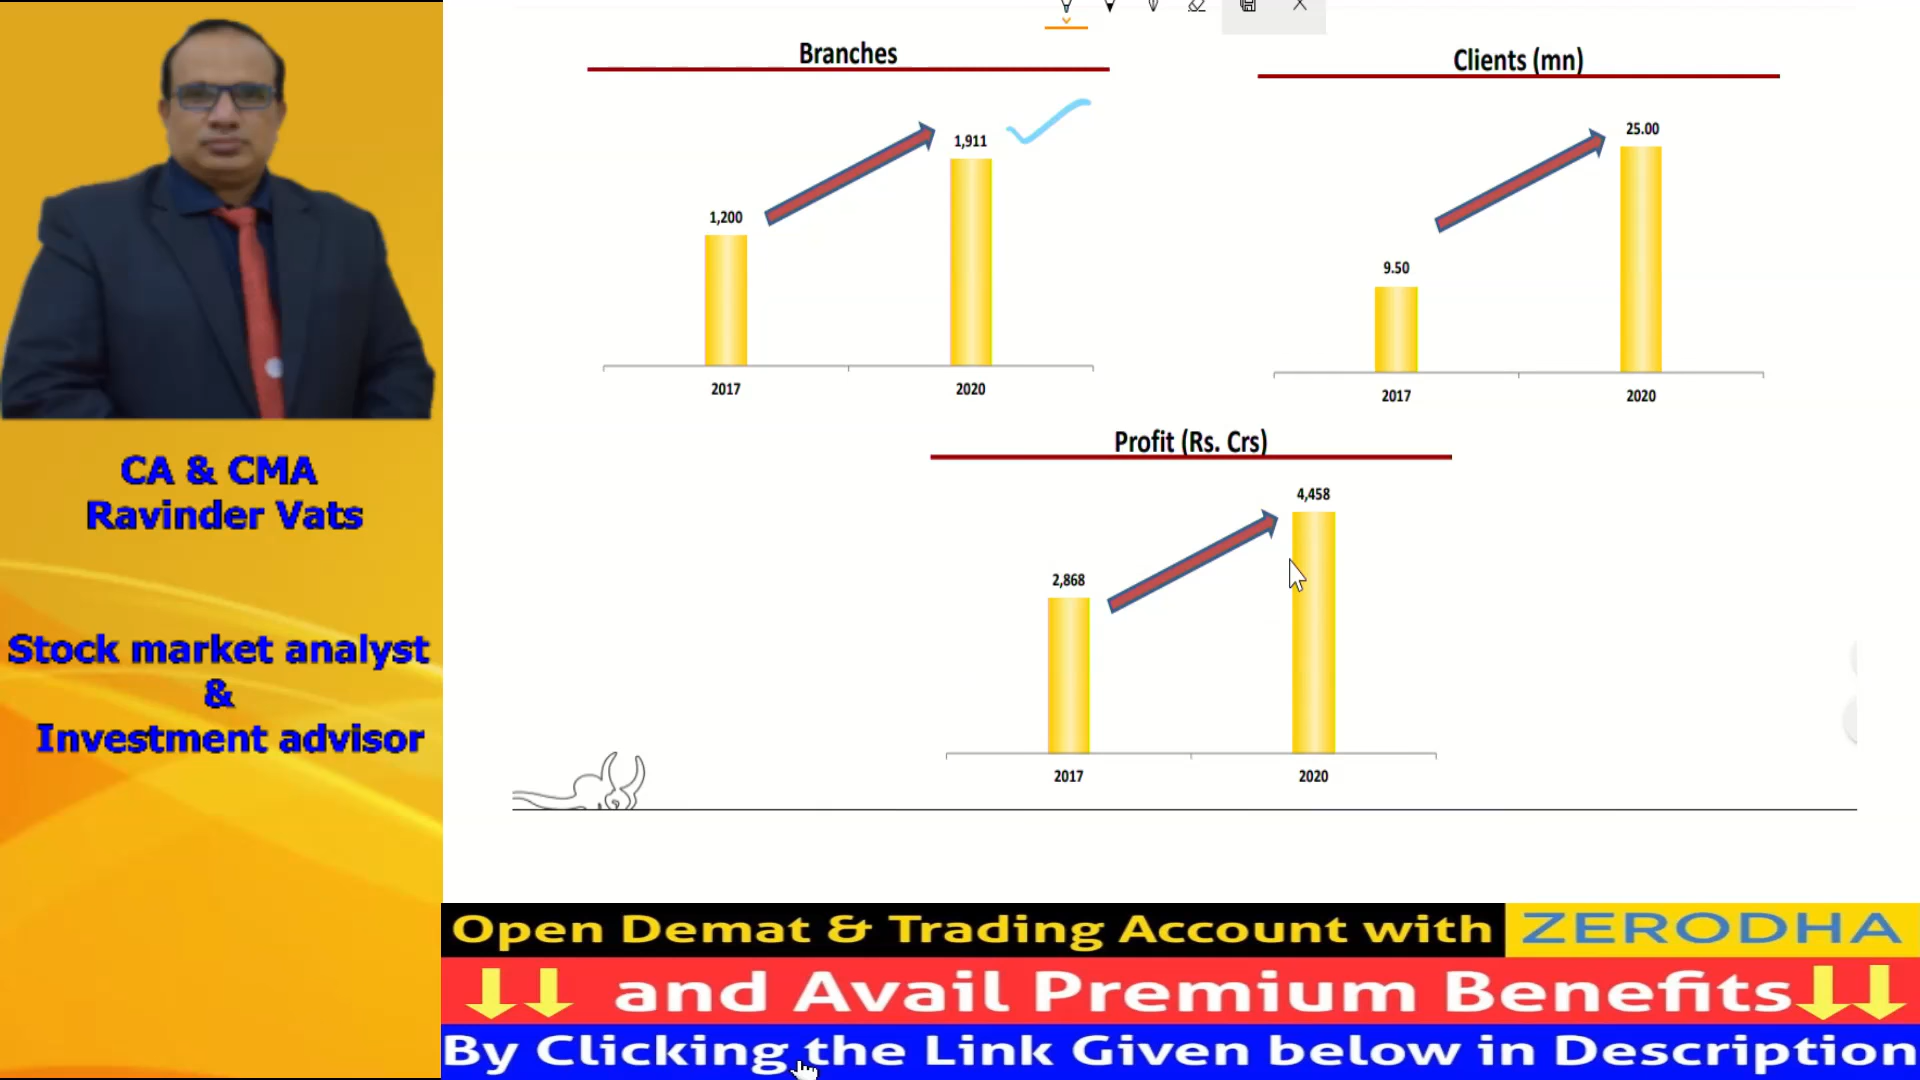 CA & CMA
Ravinder Vats
Stock market analyst
&
Investment advisor
Branches
1,200
1,911
2017
2020
Clients (mn)
9.50
25.00
2017
2020
Profit (Rs. Crs)
2,868
4,458
2017
2020
Open Demat & Trading Account with ZERODHA
and Avail Premium Benefits
By Clicking the Link Given below in Description